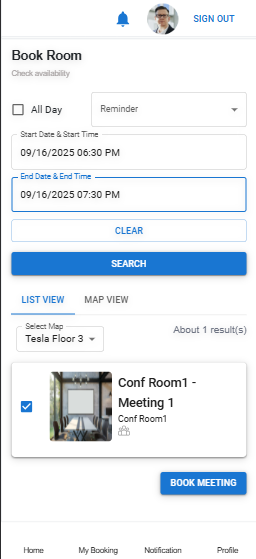 SIGN OUT
Book Room
Check availability
All Day
Reminder
Start Date & Start Time
09/16/2025 06:30 PM
End Date & End Time
09/16/2025 07:30 PM
CLEAR
SEARCH
LIST VIEW MAP VIEW
Select Map
Tesla Floor 3
About 1 result(s)
Conf Room1 -
Meeting 1
Conf Room1
BOOK MEETING
Home My Booking Notification Profile